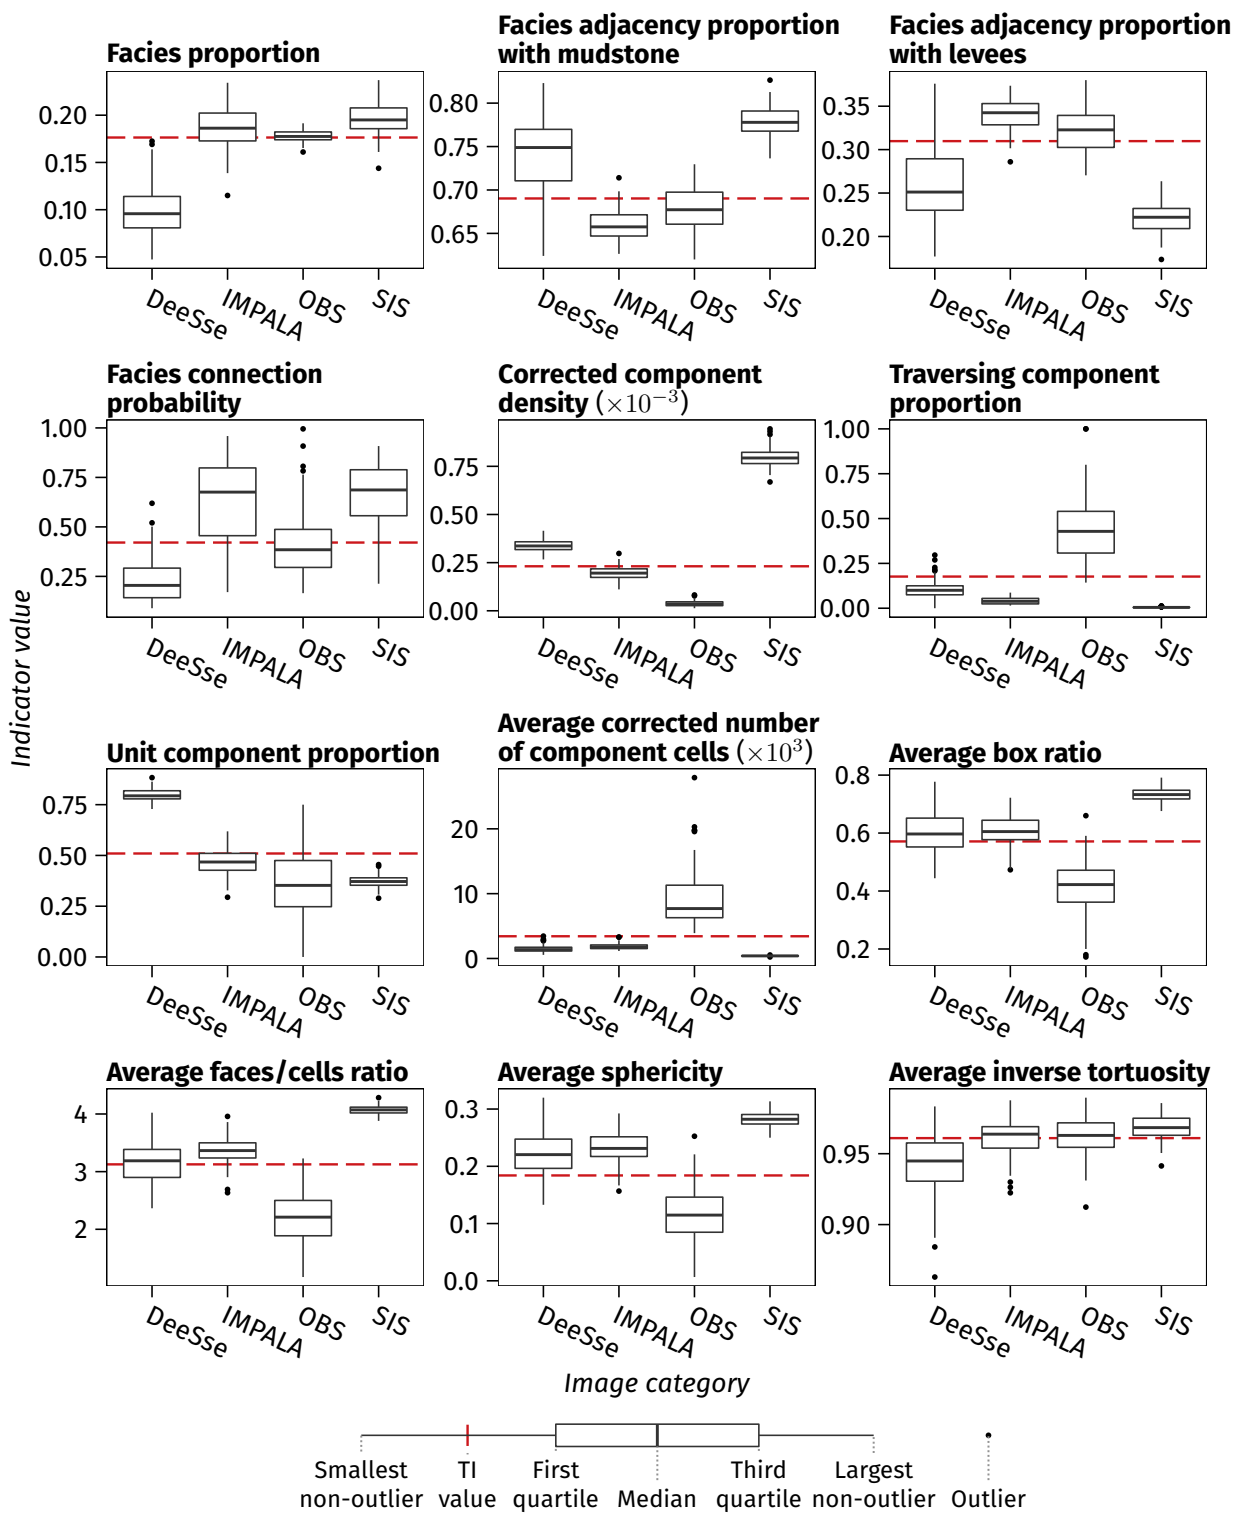 Facies proportion
Facies adjacency proportion
with mudstone
Facies adjacency proportion
with levees
0.20
0.15
0.10
0.05
DeeSse IMPALA OBS SIS
0.80
0.75
0.70
0.65
DeeSse IMPALA OBS SIS
0.35
0.30
0.25
0.20
DeeSse IMPALA OBS SIS
Indicator value
Facies connection
probability
Corrected component
density (×10⁻³)
Traversing component
proportion
1.00
0.75
0.50
0.25
DeeSse IMPALA OBS SIS
0.75
0.50
0.25
0.00
DeeSse IMPALA OBS SIS
1.00
0.75
0.50
0.25
0.00
DeeSse IMPALA OBS SIS
Unit component proportion
Average corrected number
of component cells (×10³)
Average box ratio
0.75
0.50
0.25
0.00
DeeSse IMPALA OBS SIS
20
10
0
DeeSse IMPALA OBS SIS
0.8
0.6
0.4
0.2
DeeSse IMPALA OBS SIS
Average faces/cells ratio
Average sphericity
Average inverse tortuosity
4
3
2
DeeSse IMPALA OBS SIS
0.3
0.2
0.1
0.0
DeeSse IMPALA OBS SIS
0.95
0.90
DeeSse IMPALA OBS SIS
Image category
Smallest
non-outlier
TI
value
First
quartile
Median
Third
quartile
Largest
non-outlier
Outlier